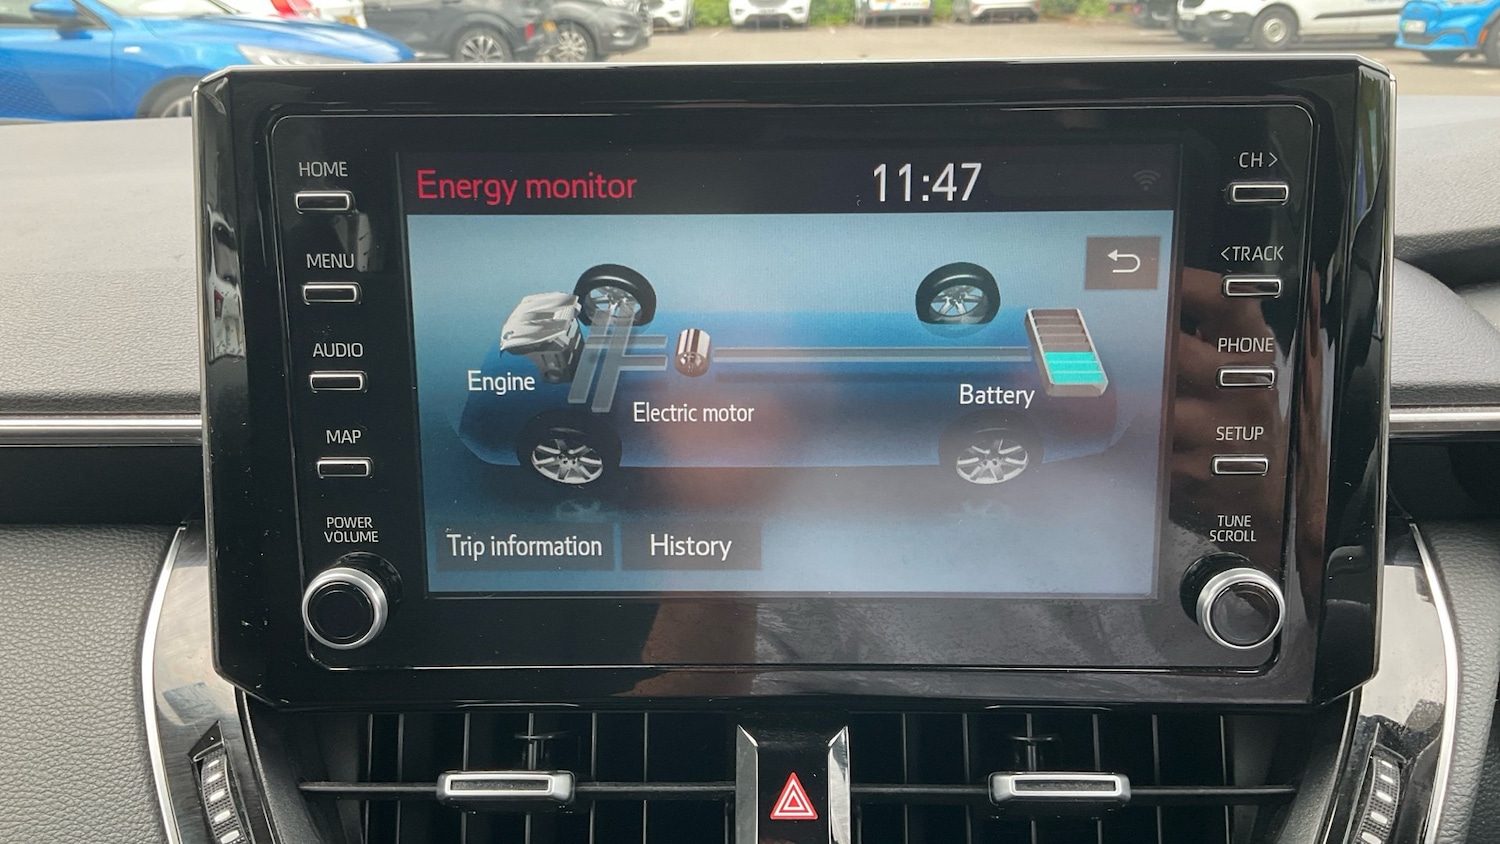 HOME
MENU
AUDIO
MAP
POWER
VOLUME
Energy monitor
11:47
Engine
Electric motor
Battery
Trip information
History
CH >
< TRACK
PHONE
SETUP
TUNE
SCROLL